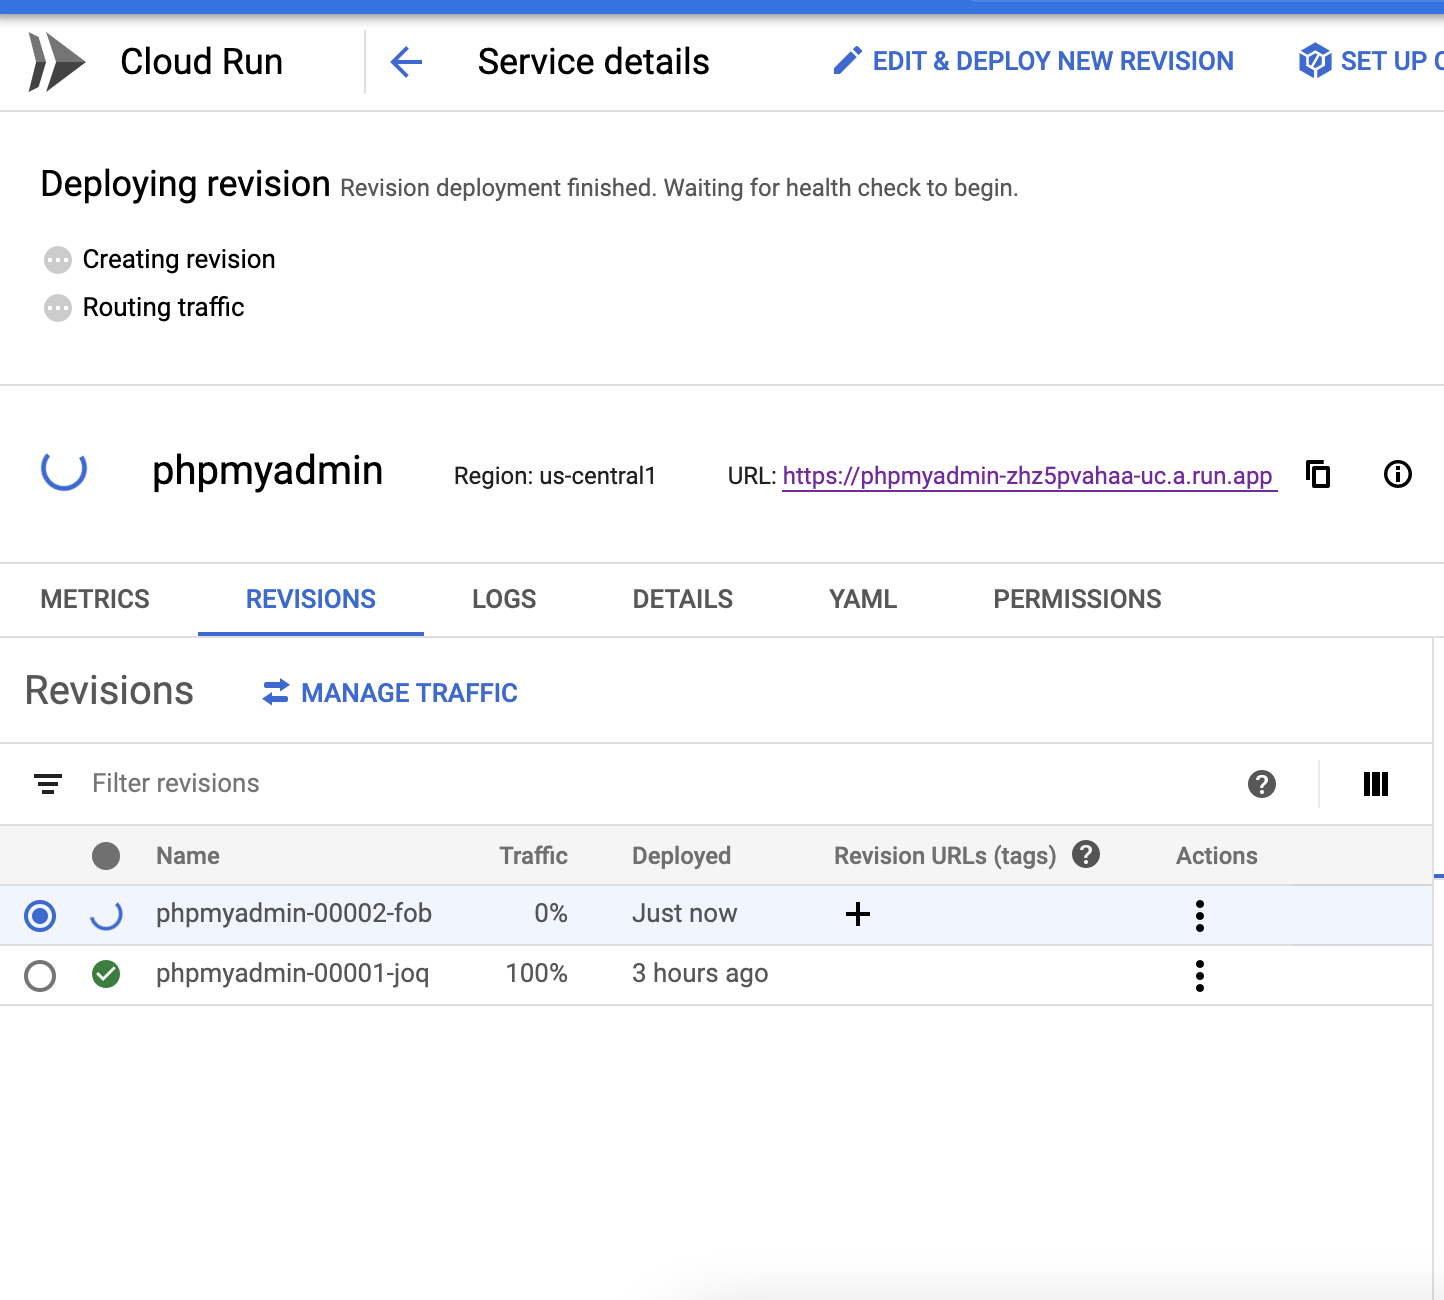 Cloud Run
Service details
EDIT & DEPLOY NEW REVISION
SET UP
Deploying revision Revision deployment finished. Waiting for health check to begin.
Creating revision
Routing traffic
phpmyadmin
Region: us-central1
URL: https://phpmyadmin-zhz5pvahaa-uc.a.run.app
METRICS REVISIONS LOGS DETAILS YAML PERMISSIONS
Revisions
MANAGE TRAFFIC
Filter revisions
Name Traffic Deployed Revision URLs (tags) Actions
phpmyadmin-00002-fob 0% Just now
phpmyadmin-00001-joq 100% 3 hours ago